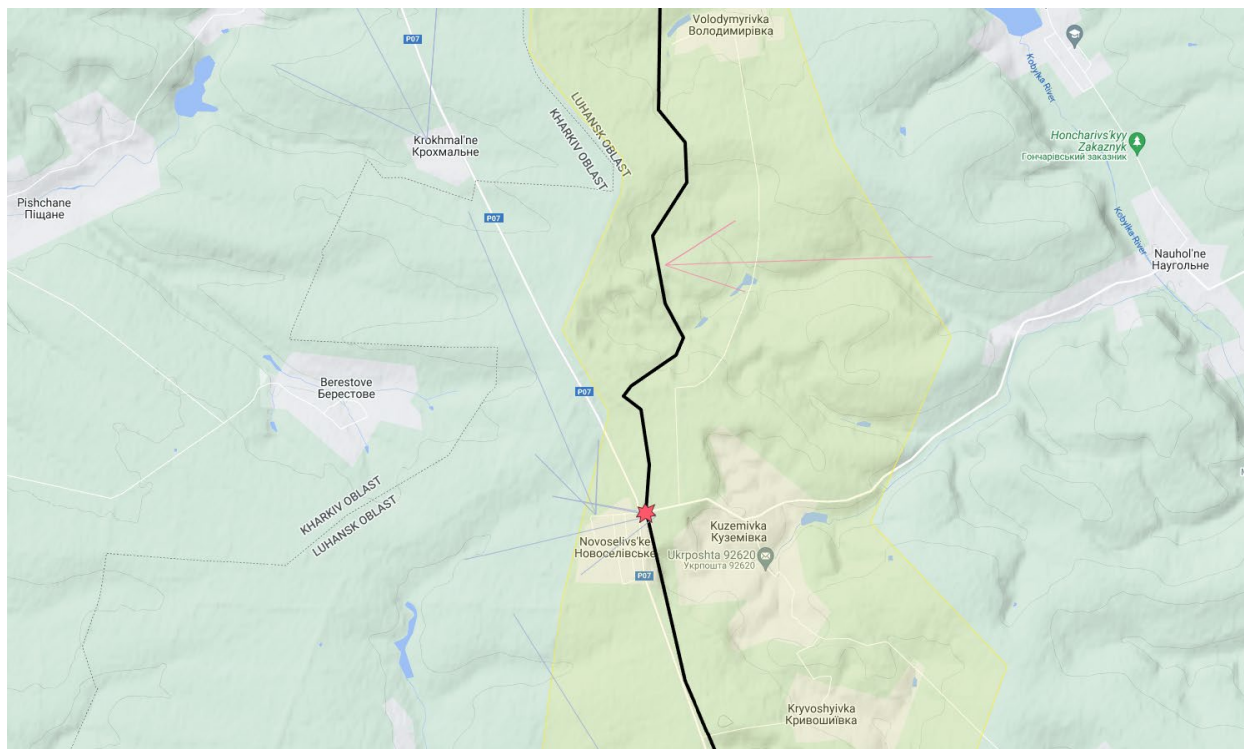 Volodymyrivka
Володимирівка
P07
Kobylka River
LUHANSK OBLAST
KHARKIV OBLAST
Krokhmal'ne
Крохмальне
Honcharivs'kyy
Zakaznyk
Гончарівський заказник
Pishchane
Піщане
P07
Kobylka River
Nauhol'ne
Наугольне
Berestove
Берестове
P07
KHARKIV OBLAST
LUHANSK OBLAST
Kuzemivka
Куземівка
Novoselivs'ke
Новоселівське
Ukrposhta 92620
Укрпошта 92620
P07
Kryvoshyivka
Кривошиївка